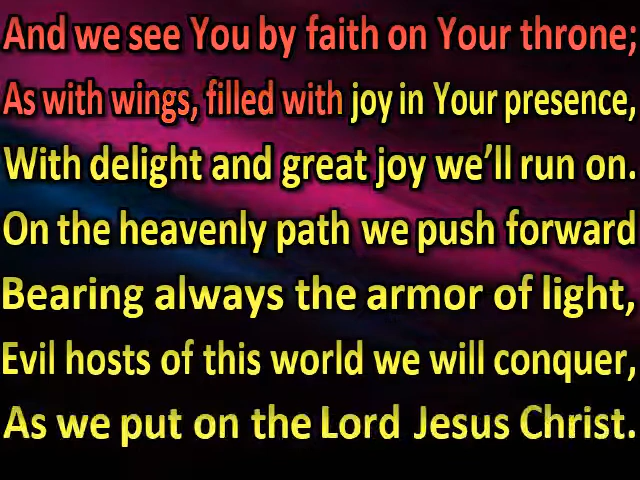 And we see You by faith on Your throne;
As with wings, filled with joy in Your presence,
With delight and great joy we’ll run on.
On the heavenly path we push forward
Bearing always the armor of light,
Evil hosts of this world we will conquer,
As we put on the Lord Jesus Christ.